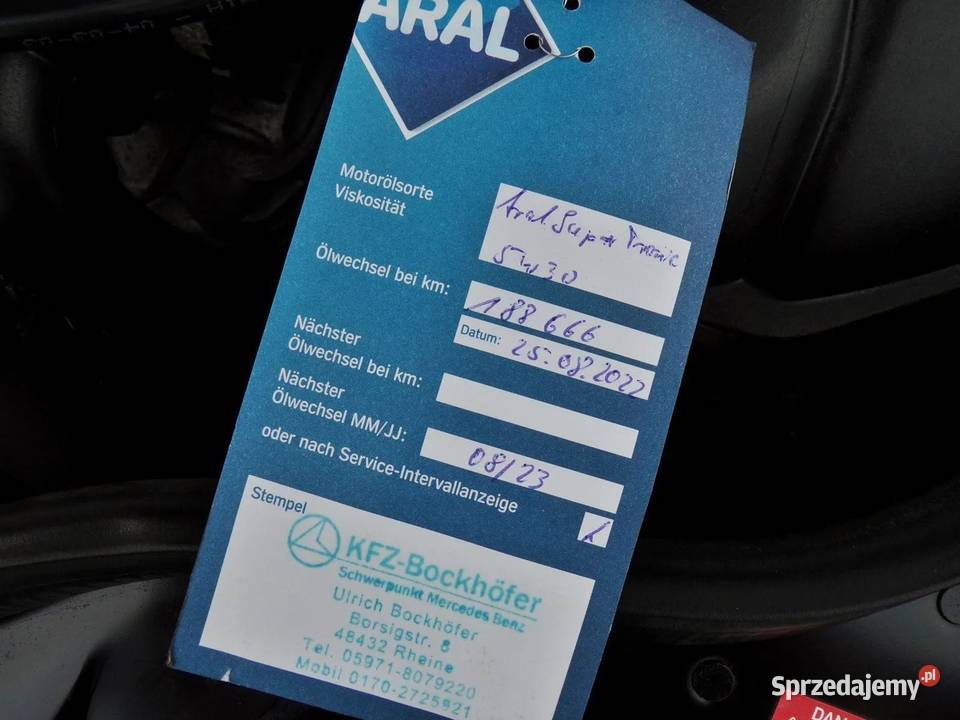 ARAL
Motorölsorte
Viskosität
Aral Super Tronic
5w30
Ölwechsel bei km:
188 666
Datum: 25.08.2022
Nächster
Ölwechsel bei km:
Nächster
Ölwechsel MM/JJ:
08/23
oder nach Service-Intervallanzeige
Stempel
KFZ-Bockhöfer
Schwerpunkt Mercedes Benz
Ulrich Bockhöfer
Borsigstr. 8
48432 Rheine
Tel. 05971-8079220
Mobil 0170-2725921
Sprzedajemy.pl